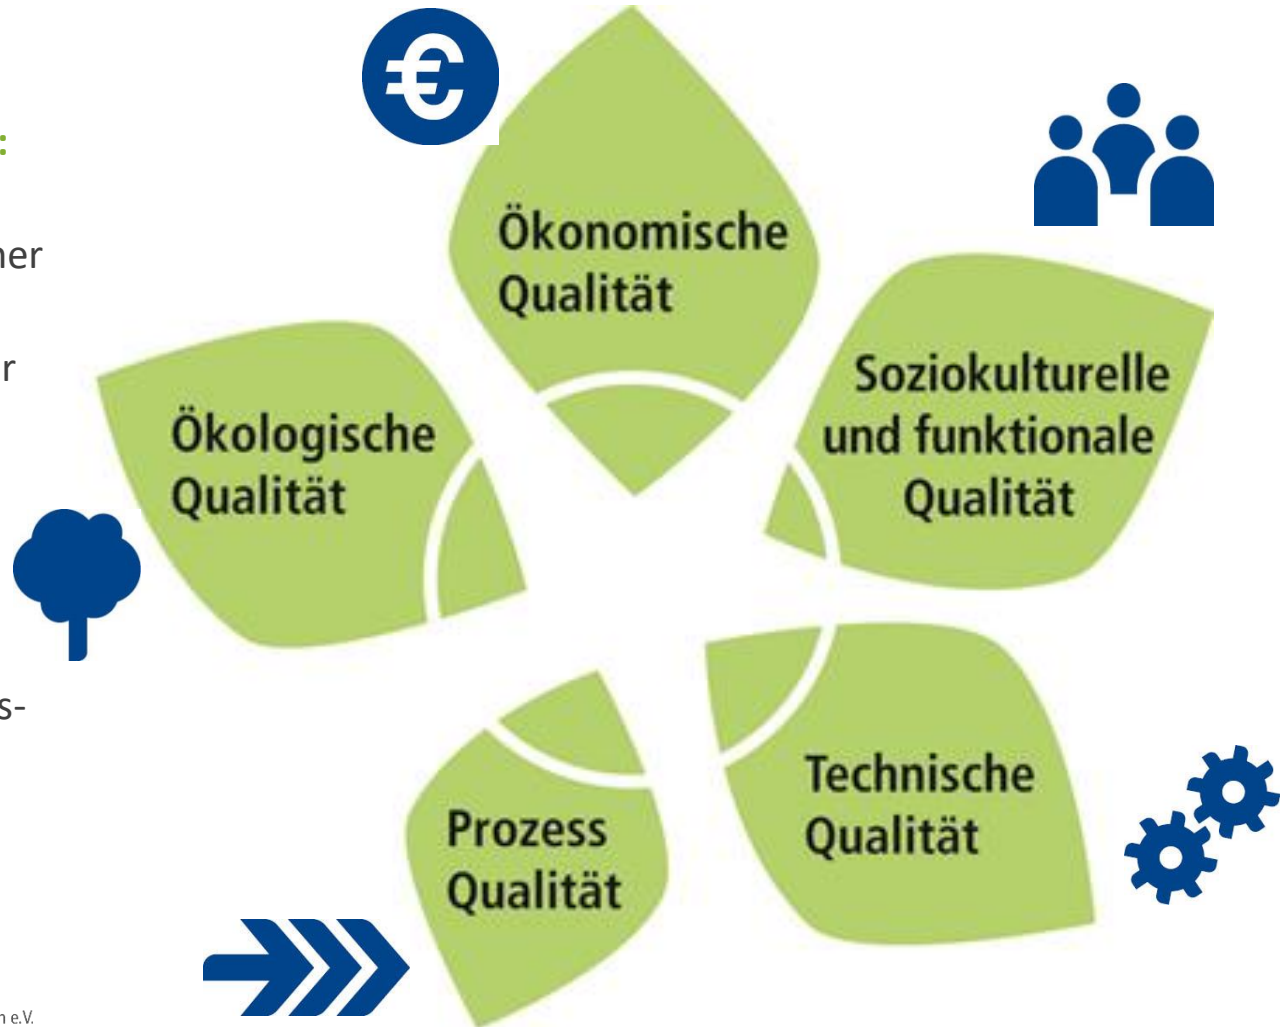 :
Ökonomische
Qualität
Soziokulturelle
und funktionale
Qualität
Ökologische
Qualität
Technische
Qualität
Prozess
Qualität
€
e.V.